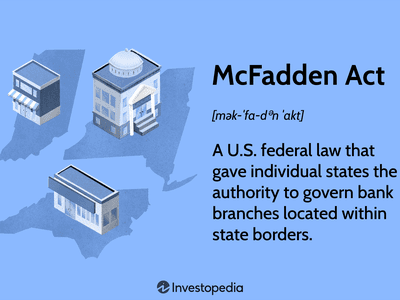 McFadden Act
[mək-ˈfa-dᵊn ˈakt]
A U.S. federal law that
gave individual states the
authority to govern bank
branches located within
state borders.
Investopedia